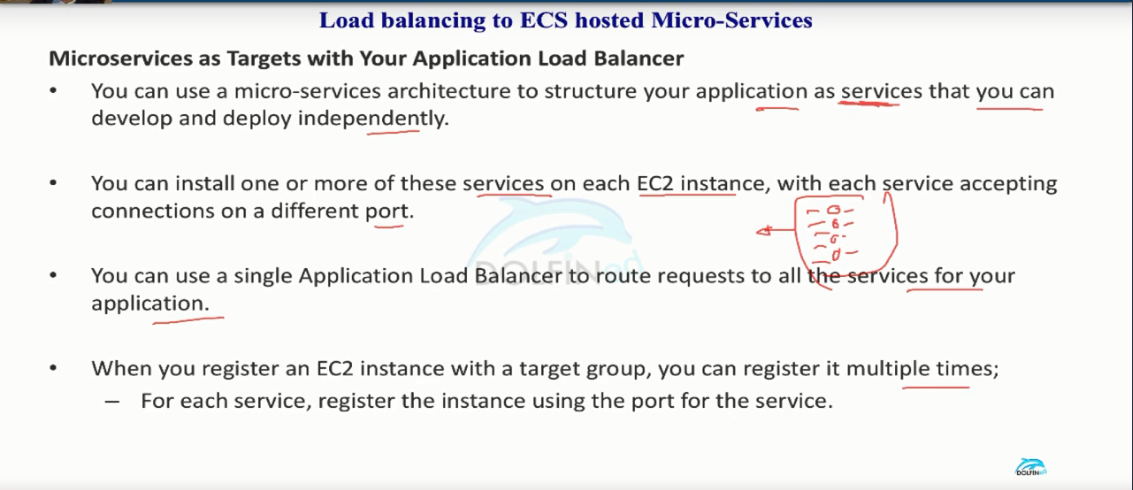 Load balancing to ECS hosted Micro-Services
Microservices as Targets with Your Application Load Balancer
• You can use a micro-services architecture to structure your application as services that you can
develop and deploy independently.
• You can install one or more of these services on each EC2 instance, with each service accepting
connections on a different port.
• You can use a single Application Load Balancer to route requests to all the services for your
application.
• When you register an EC2 instance with a target group, you can register it multiple times;
– For each service, register the instance using the port for the service.
DOLFINed
DOLFINed